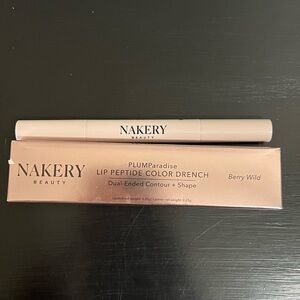 NAKERY
BEAUTY
NAKERY
BEAUTY
PLUMParadise
LIP PEPTIDE COLOR DRENCH
Dual-Ended Contour + Shape
Berry Wild